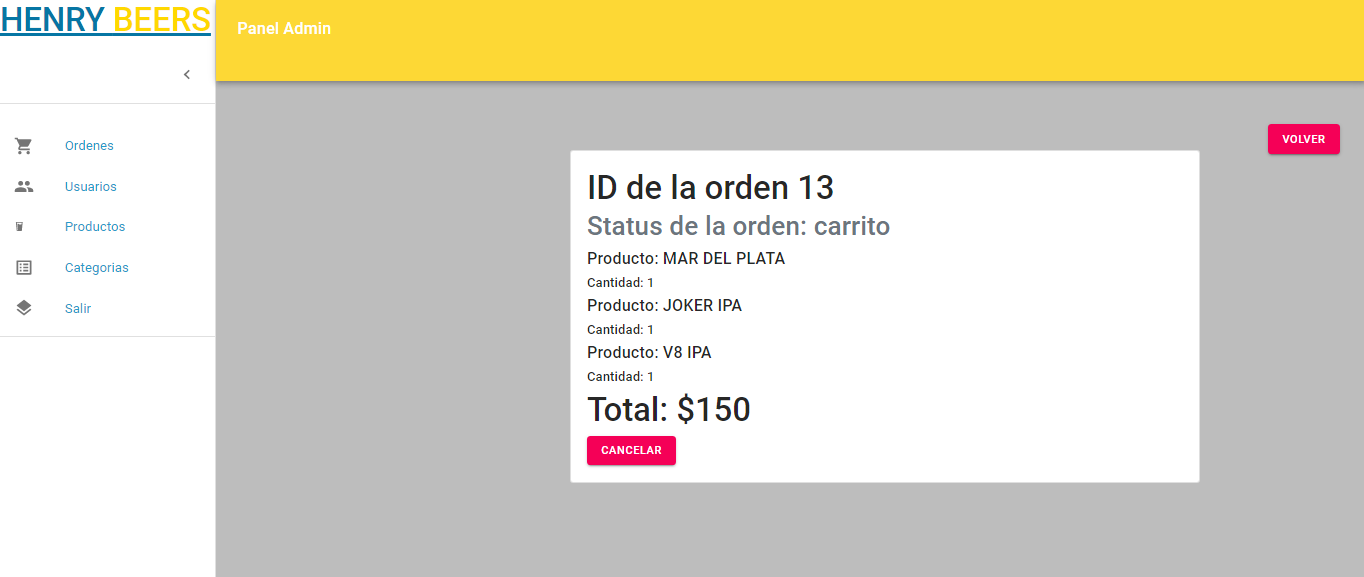 HENRY BEERS
Panel Admin
Ordenes
Usuarios
Productos
Categorias
Salir
VOLVER
ID de la orden 13
Status de la orden: carrito
Producto: MAR DEL PLATA
Cantidad: 1
Producto: JOKER IPA
Cantidad: 1
Producto: V8 IPA
Cantidad: 1
Total: $150
CANCELAR